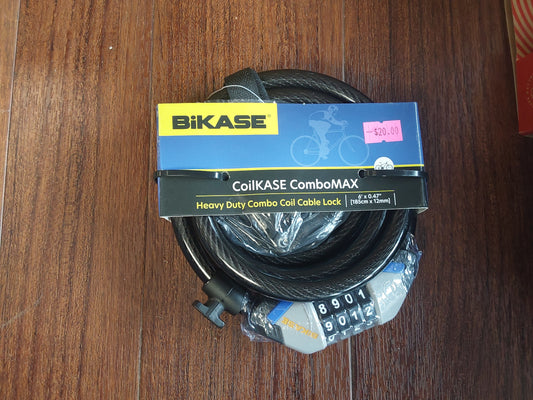 BiKASE®
$20.00
CoilKASE ComboMAX
Heavy Duty Combo Coil Cable Lock
6' x 0.47"
[185cm x 12mm]
8901
9012